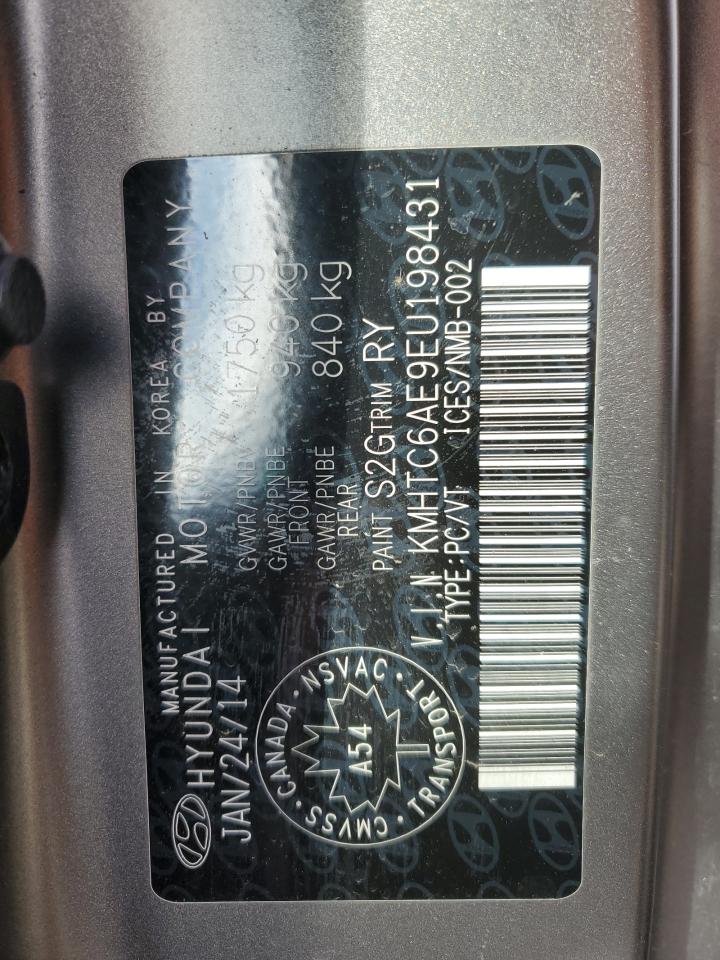 MANUFACTURED IN KOREA BY
HYUNDAI MOTOR COMPANY
JAN/24/14
GVWR/PNBV 1750 kg
GAWR/PNBE FRONT 940 kg
GAWR/PNBE REAR 840 kg
PAINT S2G TRIM RY
V I N KMHTC6AE9EU198431
TYPE:PC/VT ICES/NMB-002
CANADA · NSVAC · TRANSPORT · CMVSS ·
A54